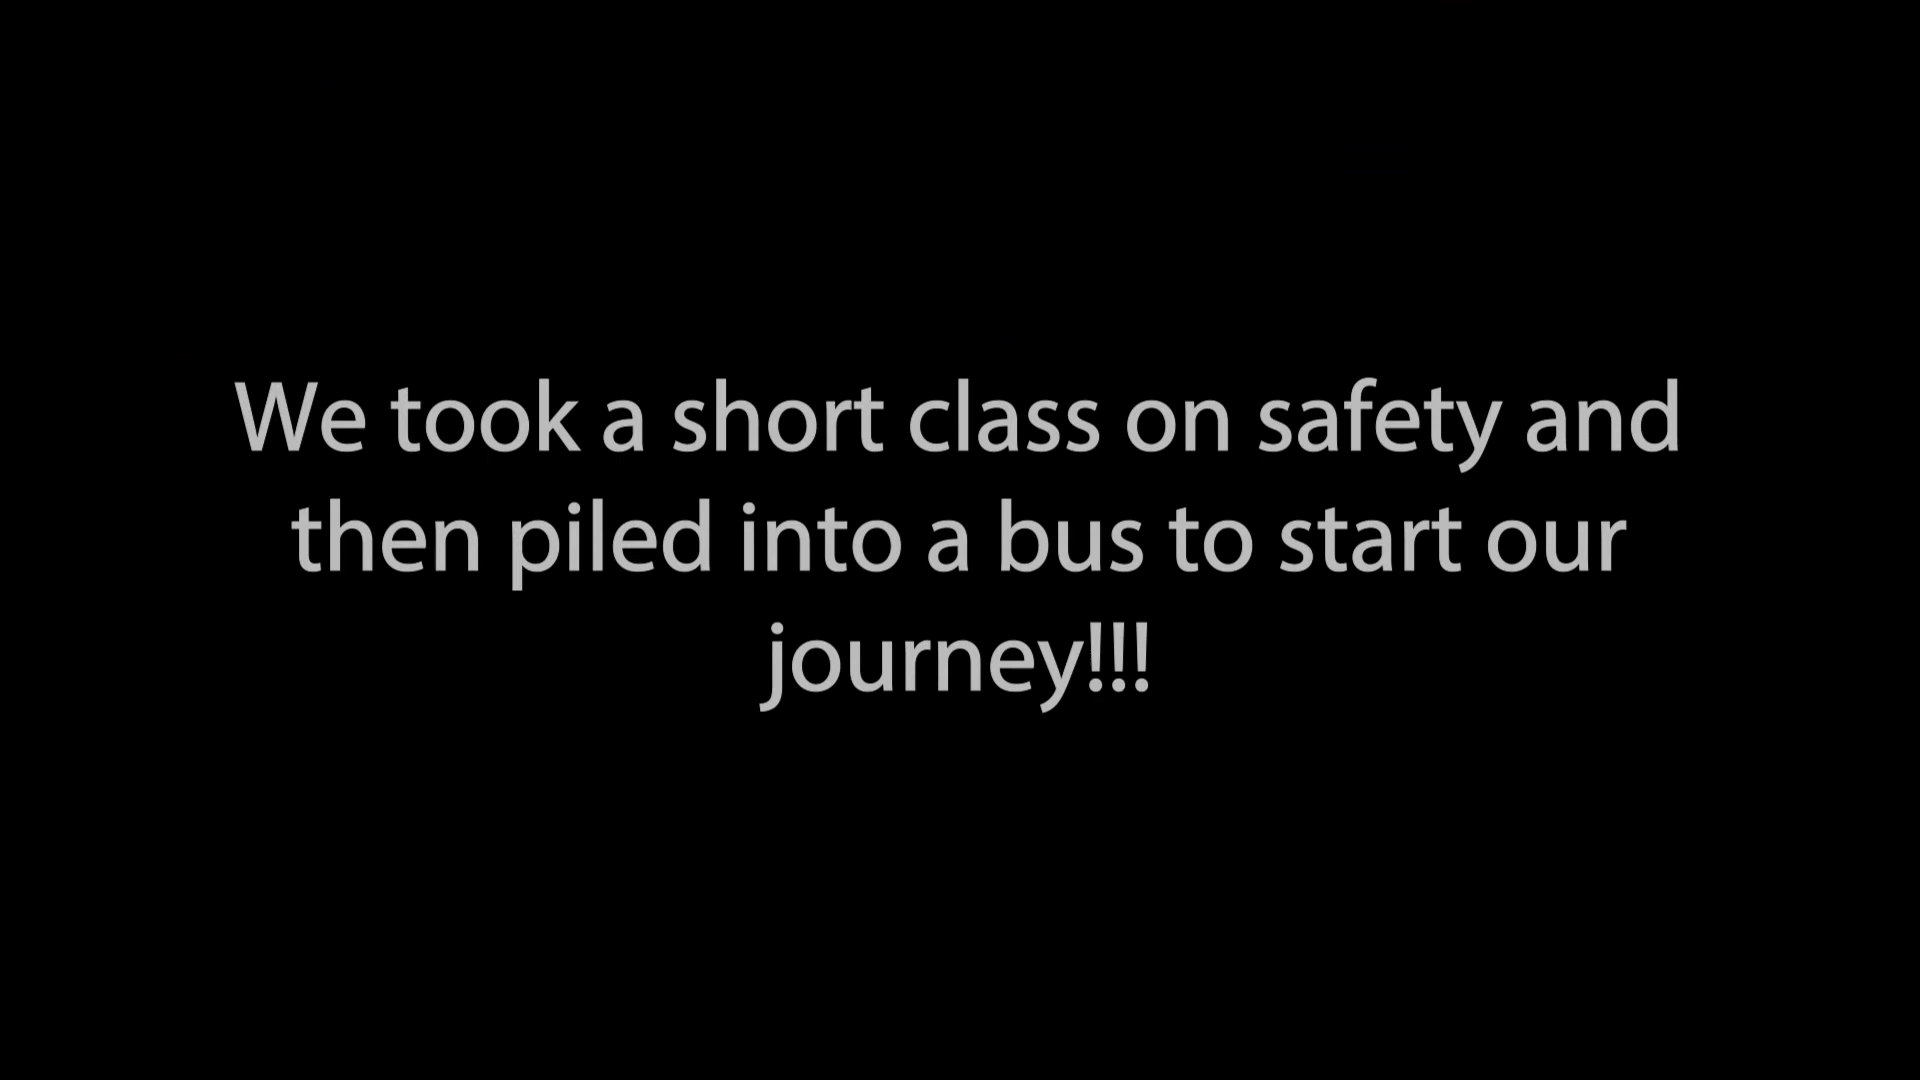 We took a short class on safety and
then piled into a bus to start our
journey!!!